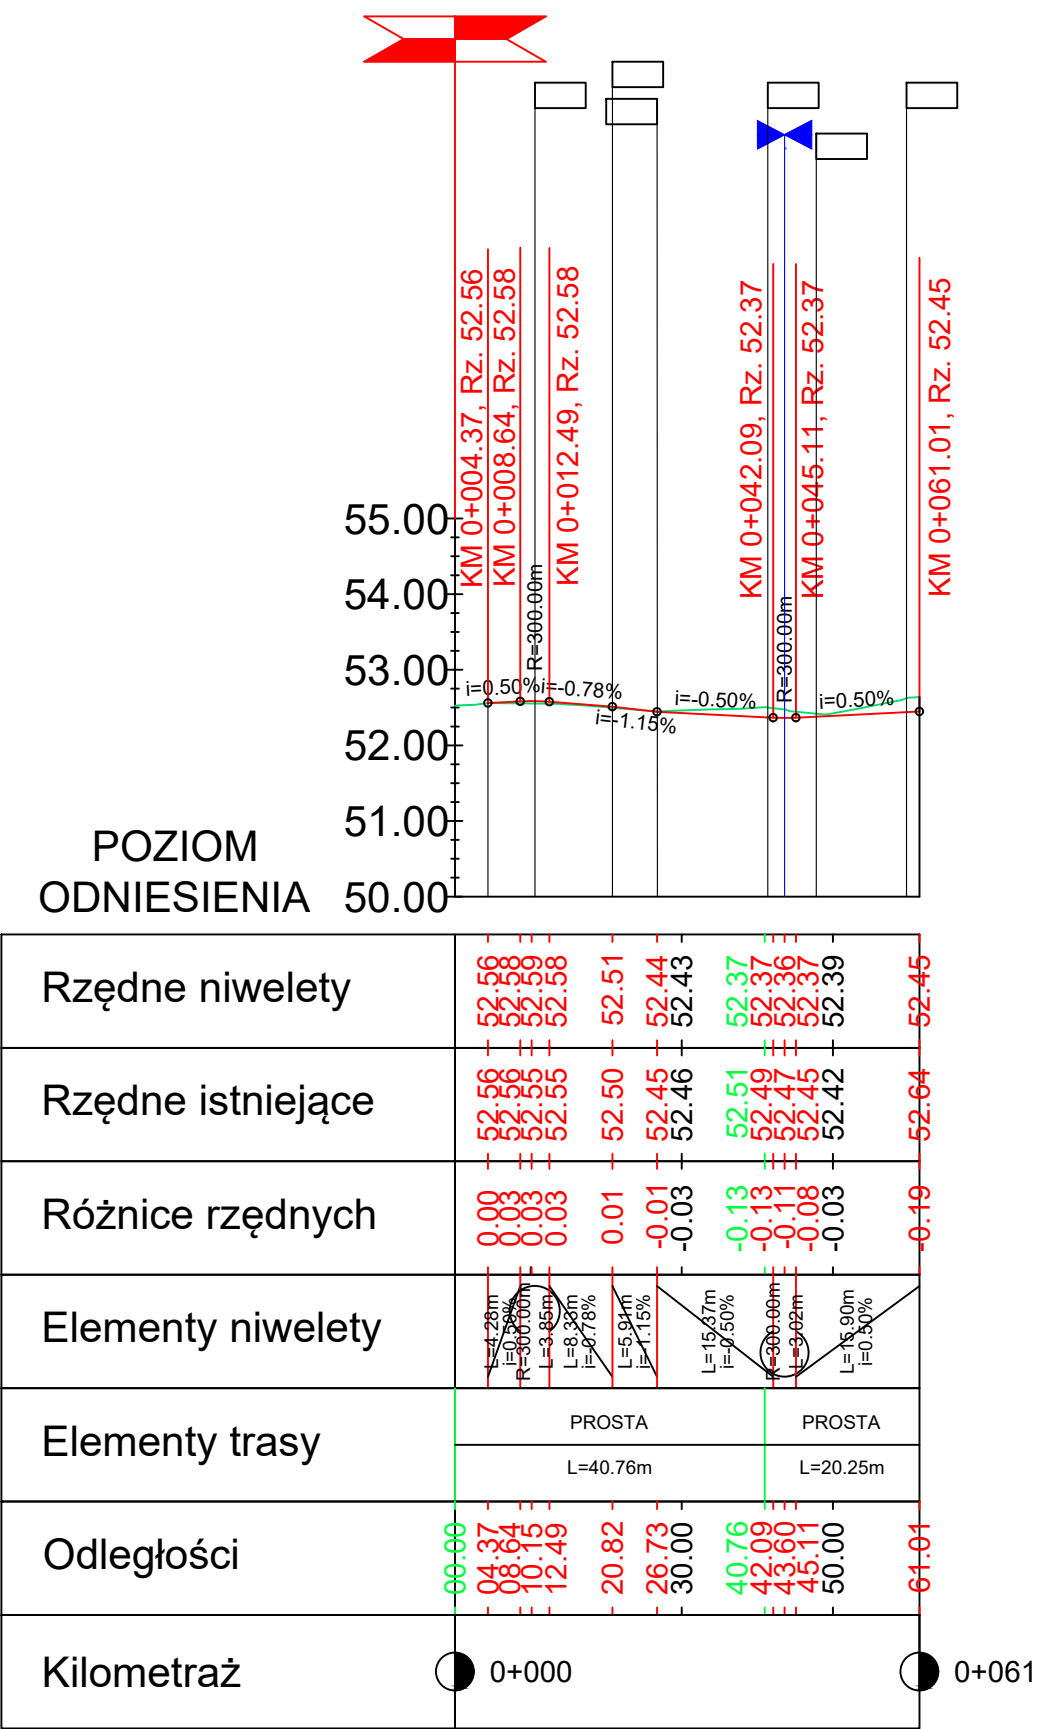 KM 0+004.37, Rz. 52.56
KM 0+008.64, Rz. 52.58
KM 0+012.49, Rz. 52.58
KM 0+042.09, Rz. 52.37
KM 0+045.11, Rz. 52.37
KM 0+061.01, Rz. 52.45
55.00
54.00
53.00
52.00
51.00
50.00
R=300.00m
R=300.00m
i=0.50%
i=-0.78%
i=-1.15%
i=-0.50%
i=0.50%
POZIOM
ODNIESIENIA
Rzędne niwelety
52.56
52.58
52.59
52.58
52.51
52.44
52.43
52.37
52.37
52.36
52.37
52.39
52.45
Rzędne istniejące
52.56
52.56
52.55
52.55
52.50
52.45
52.46
52.51
52.49
52.47
52.45
52.42
52.64
Różnice rzędnych
0.00
0.03
0.03
0.03
0.01
-0.01
-0.03
-0.13
-0.13
-0.11
-0.08
-0.03
-0.19
Elementy niwelety
L=4.28m
i=0.50%
R=300.00m
L=3.85m
L=8.33m
i=-0.78%
L=5.91m
i=-1.15%
L=15.37m
i=-0.50%
R=300.00m
L=3.02m
L=15.90m
i=0.50%
Elementy trasy
PROSTA
PROSTA
L=40.76m
L=20.25m
Odległości
00.00
04.37
08.64
10.15
12.49
20.82
26.73
30.00
40.76
42.09
43.60
45.11
50.00
61.01
Kilometraż
0+000
0+061